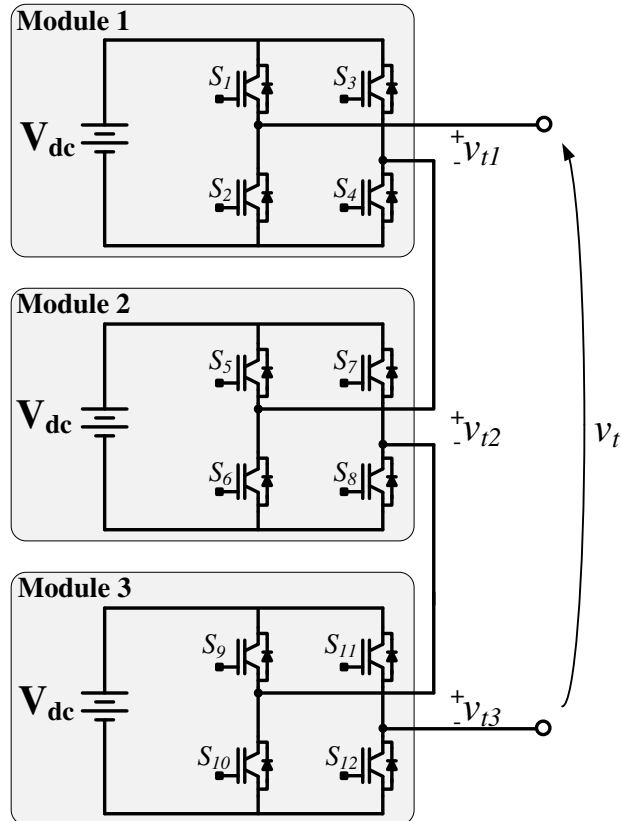 Module 1
S1 S3
Vdc
+
- vt1
S2 S4
Module 2
S5 S7
Vdc
+
- vt2
vt
S6 S8
Module 3
S9 S11
Vdc
+
- vt3
S10 S12